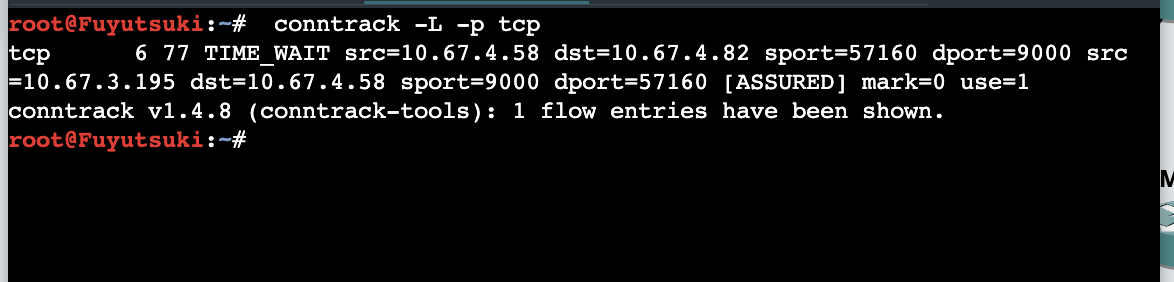 root@Fuyutsuki:~#  conntrack -L -p tcp
tcp      6 77 TIME_WAIT src=10.67.4.58 dst=10.67.4.82 sport=57160 dport=9000 src
=10.67.3.195 dst=10.67.4.58 sport=9000 dport=57160 [ASSURED] mark=0 use=1
conntrack v1.4.8 (conntrack-tools): 1 flow entries have been shown.
root@Fuyutsuki:~#